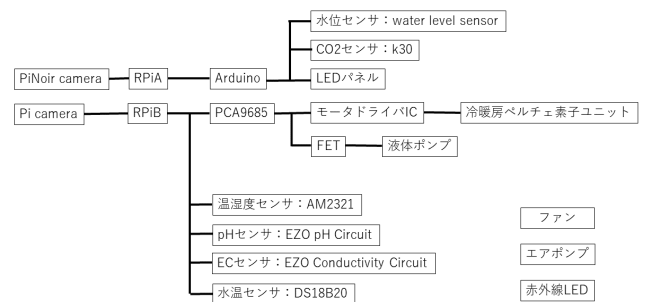 水位センサ：water level sensor
CO2センサ：k30
PiNoir camera
RPiA
Arduino
LEDパネル
Pi camera
RPiB
PCA9685
モータドライバIC
冷暖房ペルチェ素子ユニット
FET
液体ポンプ
温湿度センサ：AM2321
pHセンサ：EZO pH Circuit
ECセンサ：EZO Conductivity Circuit
水温センサ：DS18B20
ファン
エアポンプ
赤外線LED